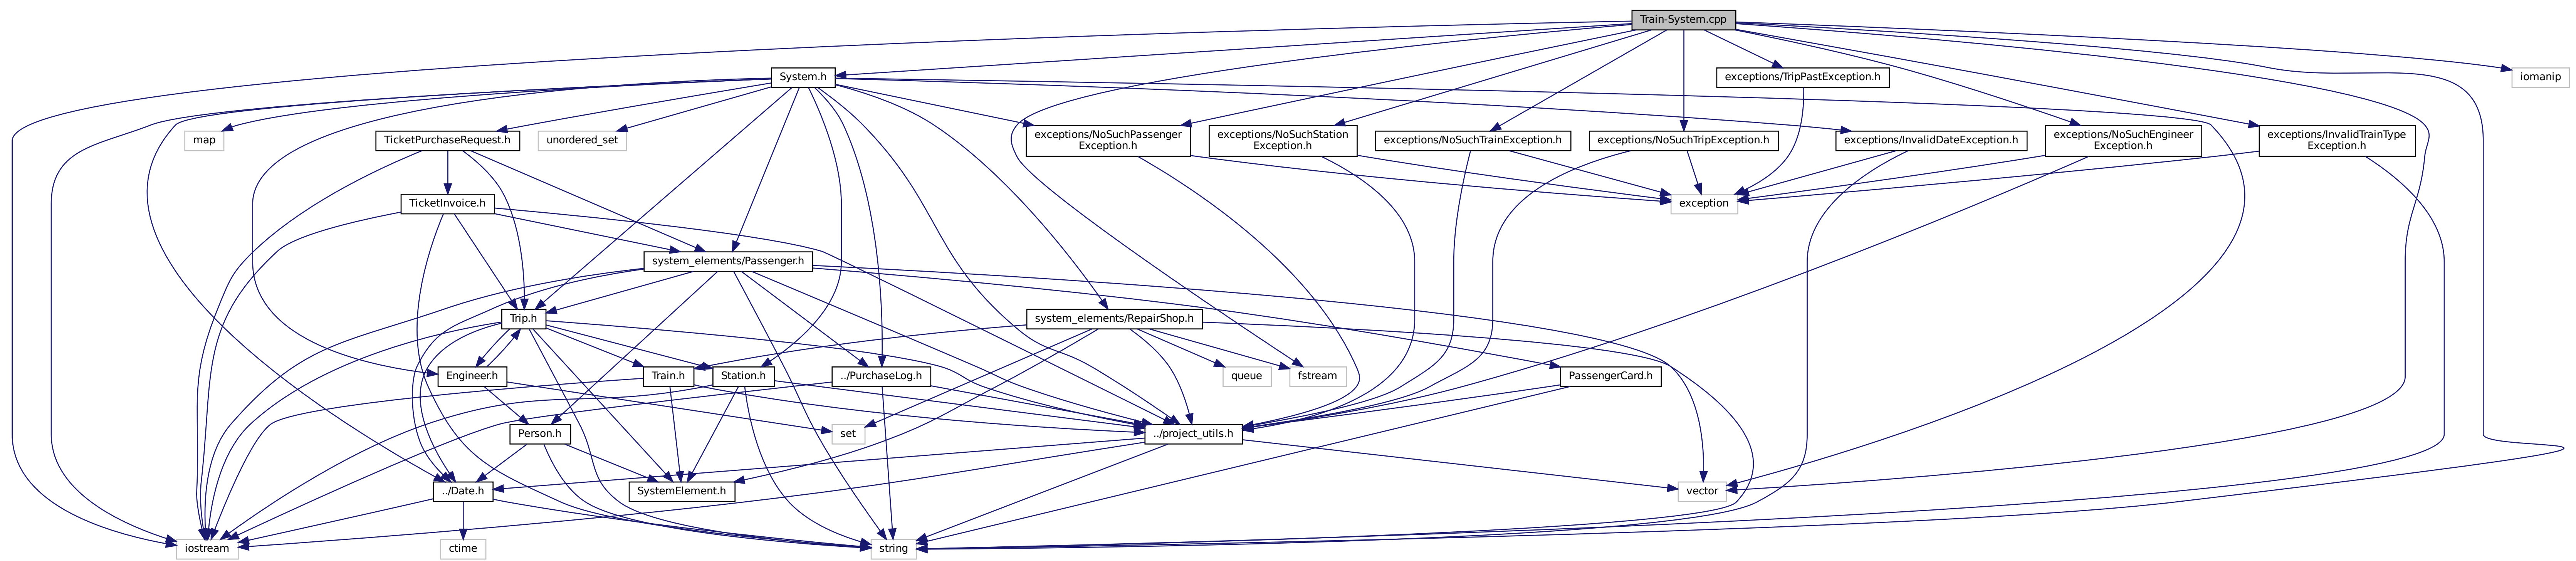 Train-System.cpp
System.h
exceptions/TripPastException.h
iomanip
map
TicketPurchaseRequest.h
unordered_set
exceptions/NoSuchPassenger
Exception.h
exceptions/NoSuchStation
Exception.h
exceptions/NoSuchTrainException.h
exceptions/NoSuchTripException.h
exceptions/InvalidDateException.h
exceptions/NoSuchEngineer
Exception.h
exceptions/InvalidTrainType
Exception.h
TicketInvoice.h
exception
system_elements/Passenger.h
Trip.h
system_elements/RepairShop.h
Engineer.h
Train.h
Station.h
../PurchaseLog.h
queue
fstream
PassengerCard.h
Person.h
set
../project_utils.h
../Date.h
SystemElement.h
vector
iostream
ctime
string